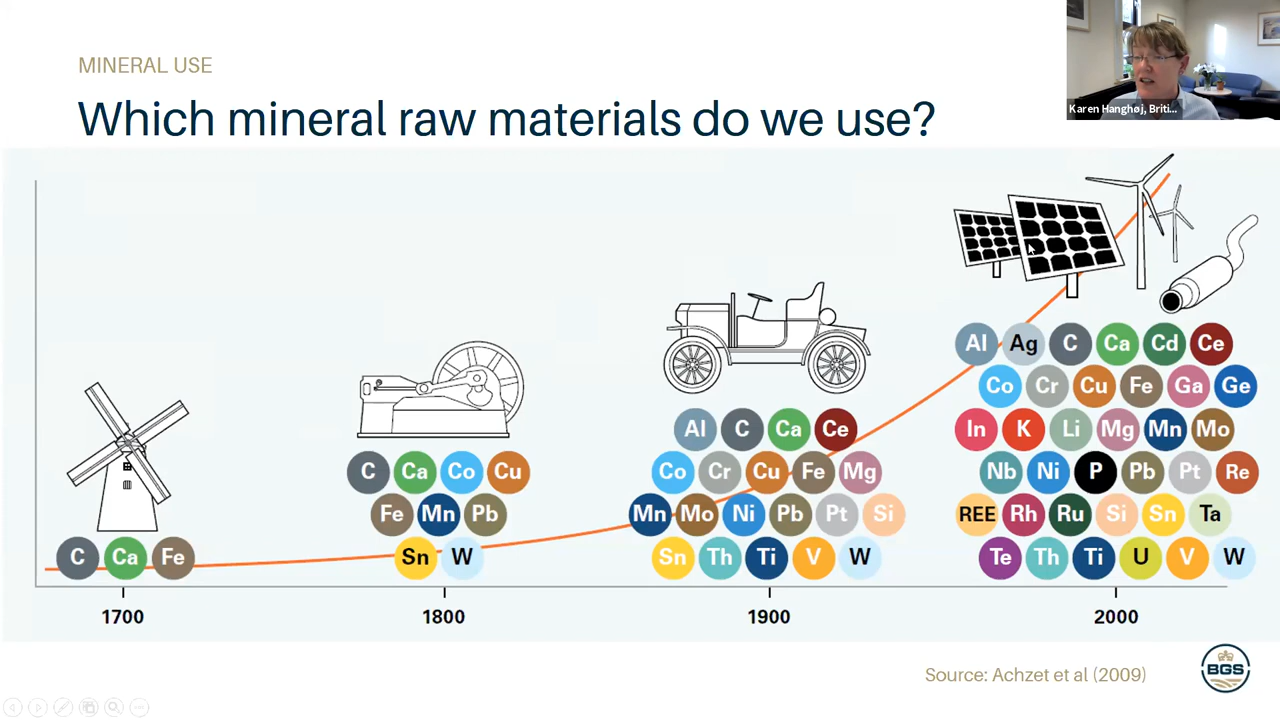 MINERAL USE
Which mineral raw materials do we use?
Karen Hanghøj, Briti...
Al Ag C Ca Cd Ce
Co Cr Cu Fe Ga Ge
Al C Ca Ce
In K Li Mg Mn Mo
C Ca Co Cu
Co Cr Cu Fe Mg
Nb Ni P Pb Pt Re
Fe Mn Pb
Mn Mo Ni Pb Pt Si
REE Rh Ru Si Sn Ta
C Ca Fe
Sn W
Sn Th Ti V W
Te Th Ti U V W
1700 1800 1900 2000
Source: Achzet et al (2009)
BGS